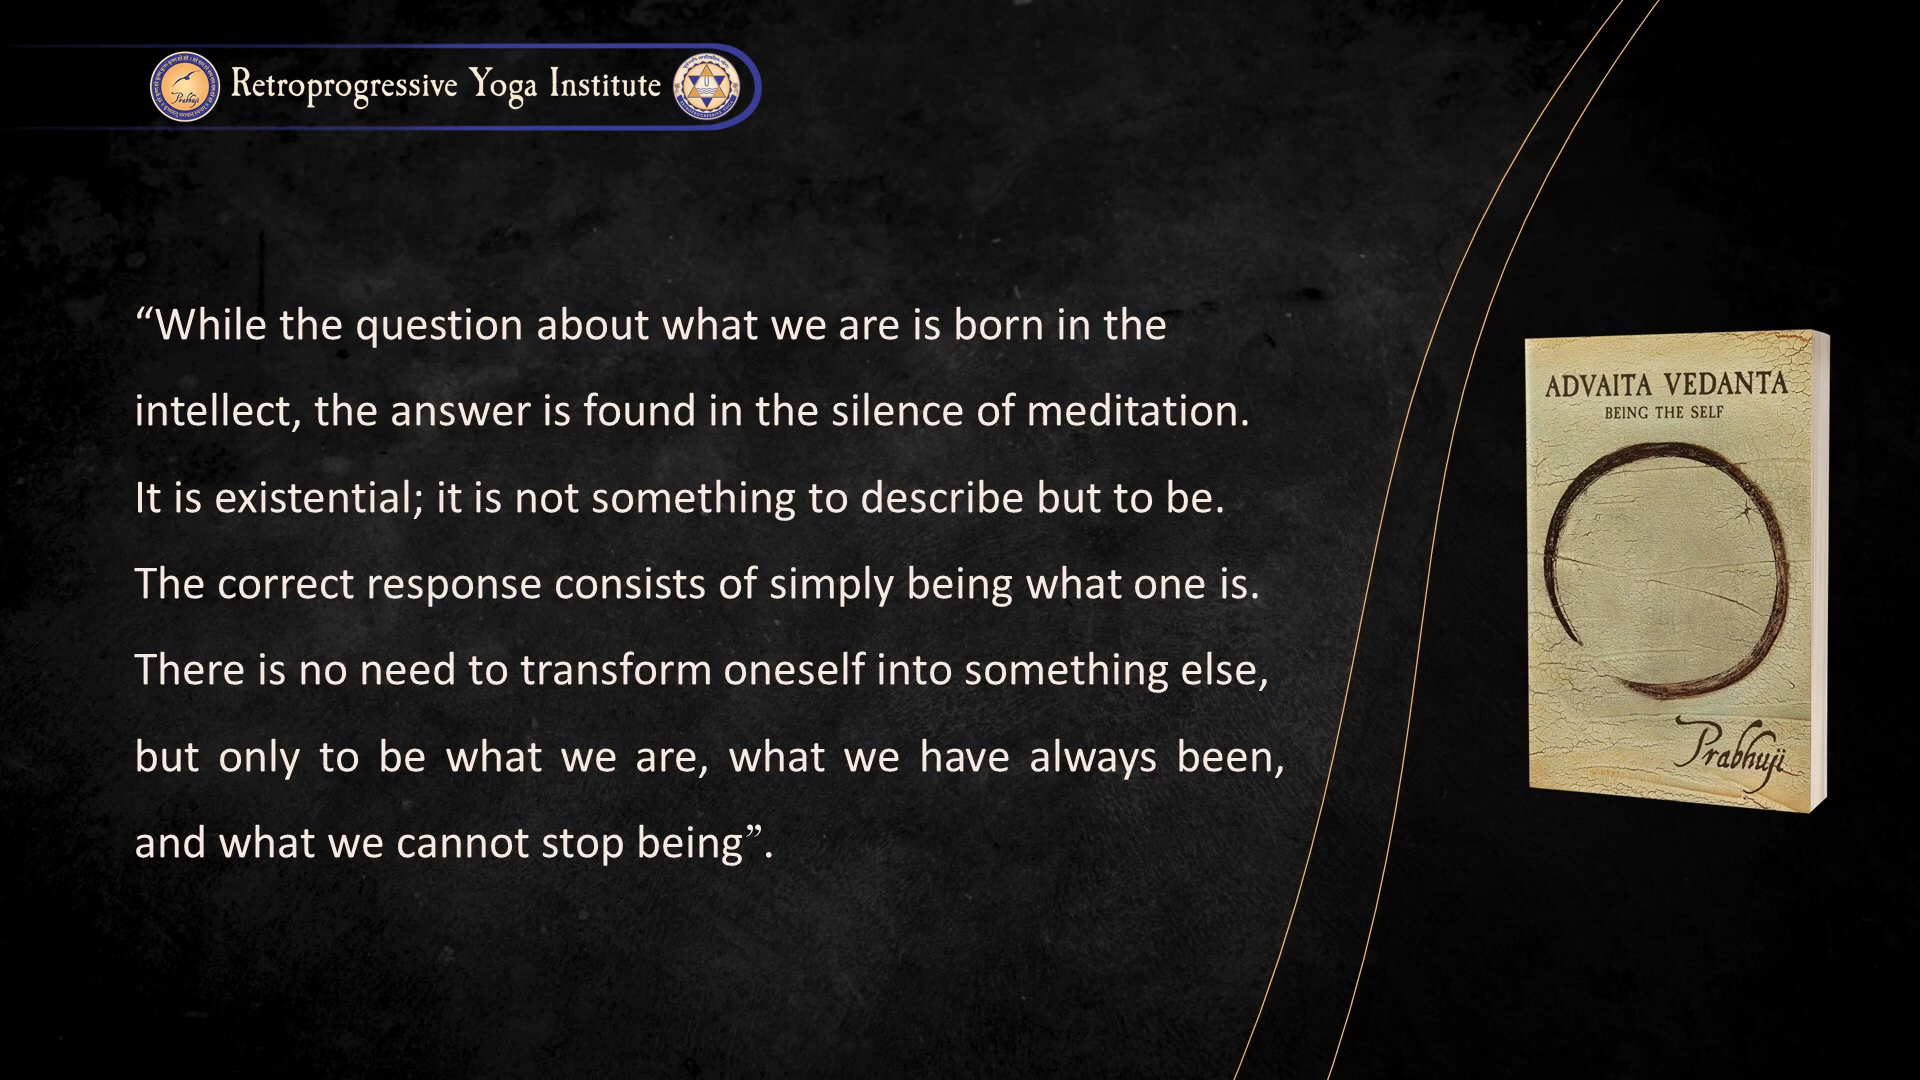 Prabhuji
Retroprogressive Yoga Institute
“While the question about what we are is born in the
intellect, the answer is found in the silence of meditation.
It is existential; it is not something to describe but to be.
The correct response consists of simply being what one is.
There is no need to transform oneself into something else,
but only to be what we are, what we have always been,
and what we cannot stop being”.
ADVAITA VEDANTA
BEING THE SELF
Prabhuji